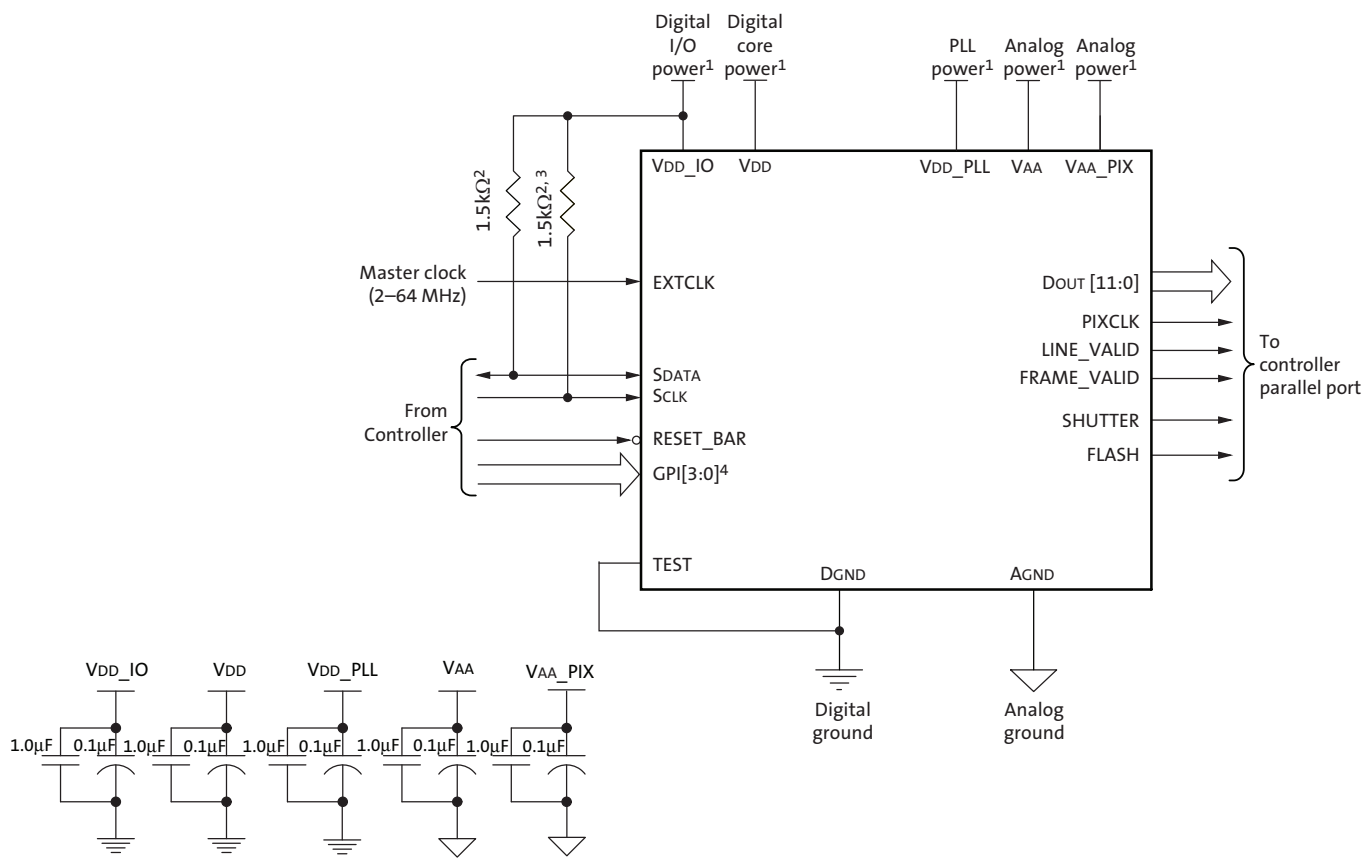 Digital
I/O
power1
Digital
core
power1
PLL
power1
Analog
power1
Analog
power1
VDD_IO
VDD
VDD_PLL
VAA
VAA_PIX
1.5kΩ2
1.5kΩ2, 3
Master clock
(2–64 MHz)
EXTCLK
SDATA
SCLK
From
Controller
RESET_BAR
GPI[3:0]4
TEST
DGND
AGND
DOUT [11:0]
PIXCLK
LINE_VALID
FRAME_VALID
SHUTTER
FLASH
To
controller
parallel port
Digital
ground
Analog
ground
VDD_IO
VDD
VDD_PLL
VAA
VAA_PIX
1.0µF
0.1µF
1.0µF
0.1µF
1.0µF
0.1µF
1.0µF
0.1µF
1.0µF
0.1µF